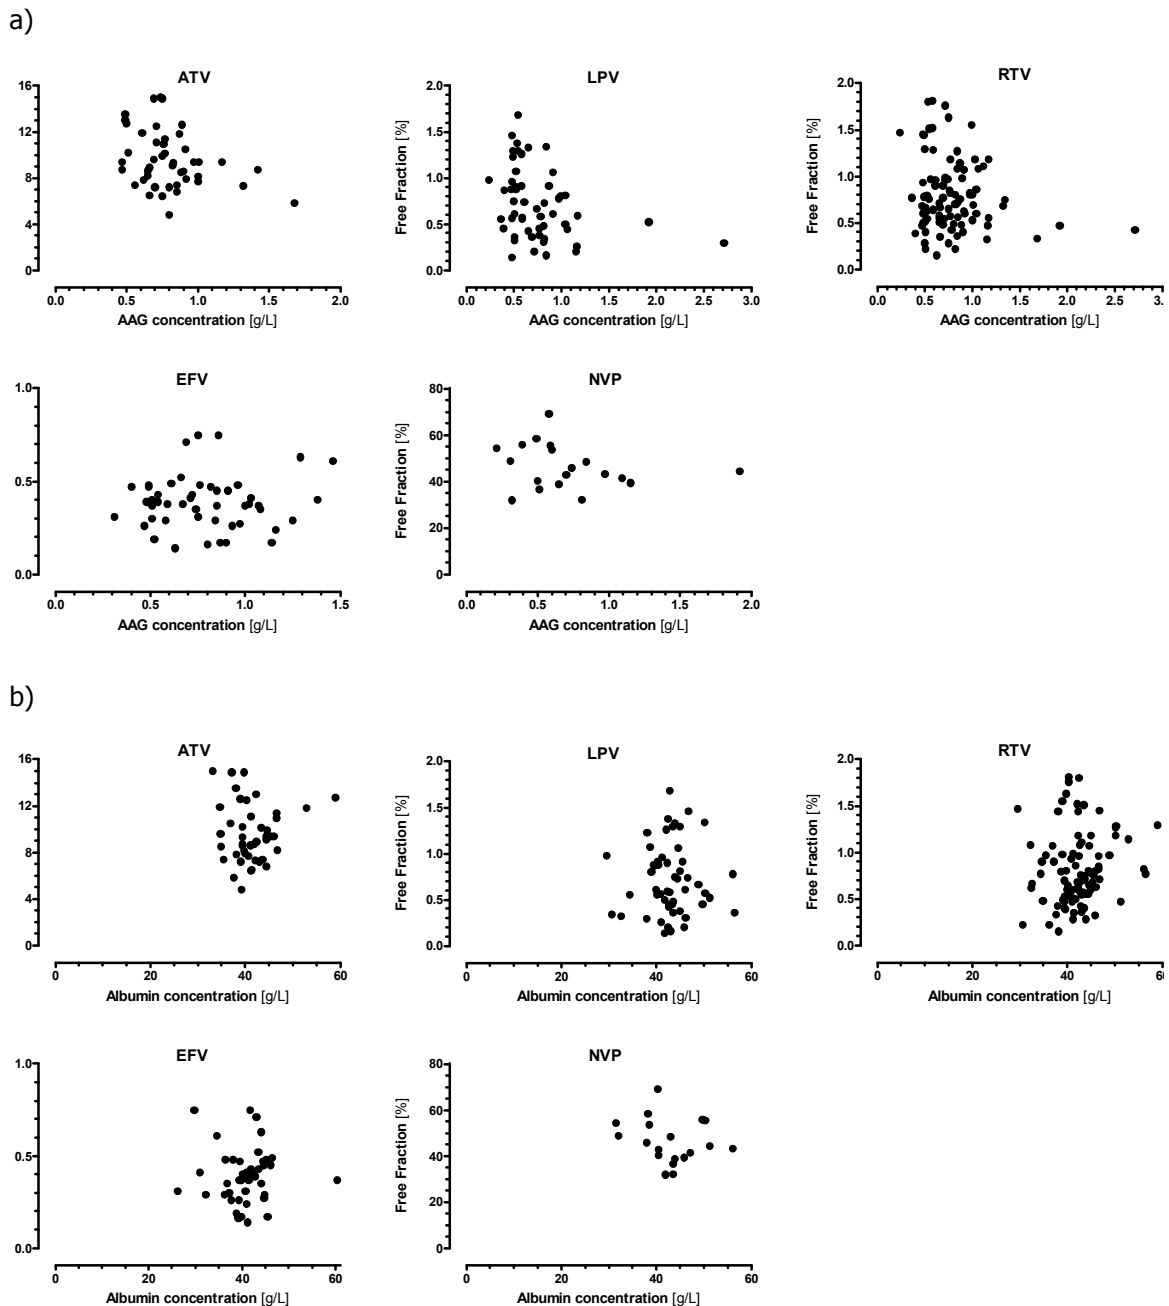 a)
ATV
16
12
8
4
0
0.0 0.5 1.0 1.5 2.0
AAG concentration [g/L]
LPV
Free Fraction [%]
2.0
1.5
1.0
0.5
0.0
0.0 0.5 1.0 1.5 2.0 2.5 3.0
AAG concentration [g/L]
RTV
2.0
1.5
1.0
0.5
0.0
0.0 0.5 1.0 1.5 2.0 2.5 3.
AAG concentration [g/L]
EFV
1.0
0.5
0.0
0.0 0.5 1.0 1.5
AAG concentration [g/L]
NVP
Free Fraction [%]
80
60
40
20
0
0.0 0.5 1.0 1.5 2.0
AAG concentration [g/L]
b)
ATV
16
12
8
4
0
0 20 40 60
Albumin concentration [g/L]
LPV
Free Fraction [%]
2.0
1.5
1.0
0.5
0.0
0 20 40 60
Albumin concentration [g/L]
RTV
2.0
1.5
1.0
0.5
0.0
0 20 40 60
Albumin concentration [g/L]
EFV
1.0
0.5
0.0
0 20 40 60
Albumin concentration [g/L]
NVP
Free Fraction [%]
80
60
40
20
0
0 20 40 60
Albumin concentration [g/L]